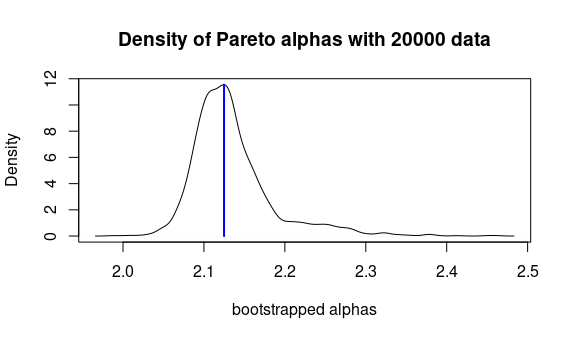 Density of Pareto alphas with 20000 data
Density
12
8
6
4
2
0
2.0 2.1 2.2 2.3 2.4 2.5
bootstrapped alphas